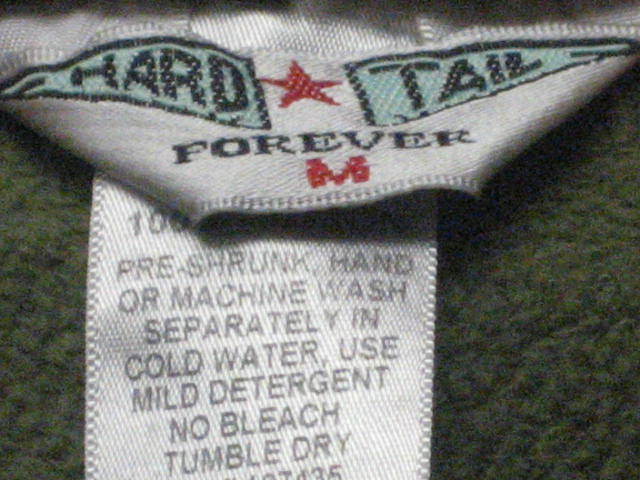 HARD TAIL
FOREVER
M
PRE-SHRUNK, HAND
OR MACHINE WASH
SEPARATELY IN
COLD WATER, USE
MILD DETERGENT
NO BLEACH
TUMBLE DRY